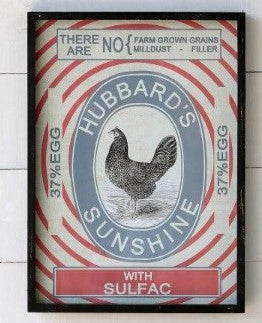 THERE ARE NO { FARM GROWN GRAINS
MILLDUST - FILLER
HUBBARD'S
37% EGG
37% EGG
SUNSHINE
WITH
SULFAC